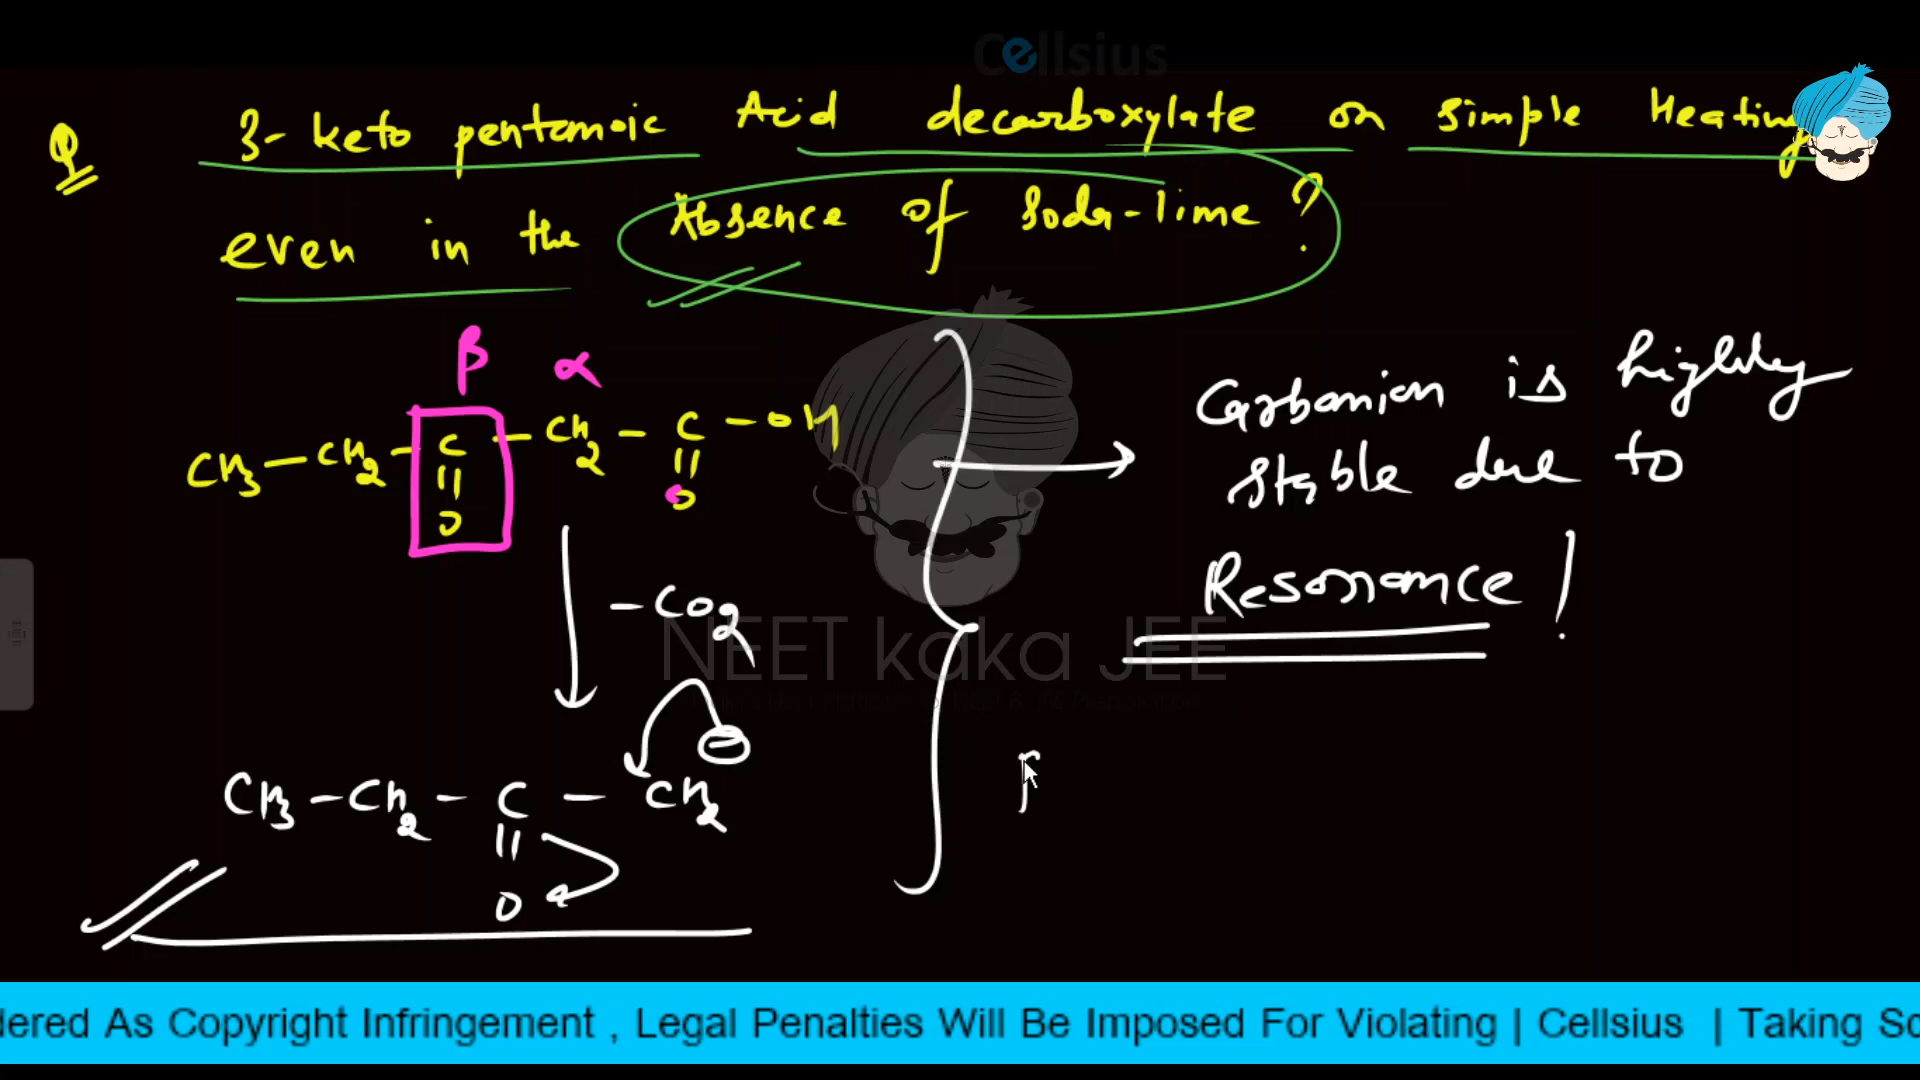 Cellsius
Q 3-keto pentanoic Acid decarboxylate on simple Heating
even in the Absence of Soda-lime ?
β α
CH3 — CH2 - C — CH2 — C — OH
|| ||
O O
- CO2
CH3 - CH2 - C - CH2 ⊖
||
O
Carbanion is highly
stable due to
Resonance !
NEET kaka JEE
dered As Copyright Infringement , Legal Penalties Will Be Imposed For Violating | Cellsius | Taking Sc